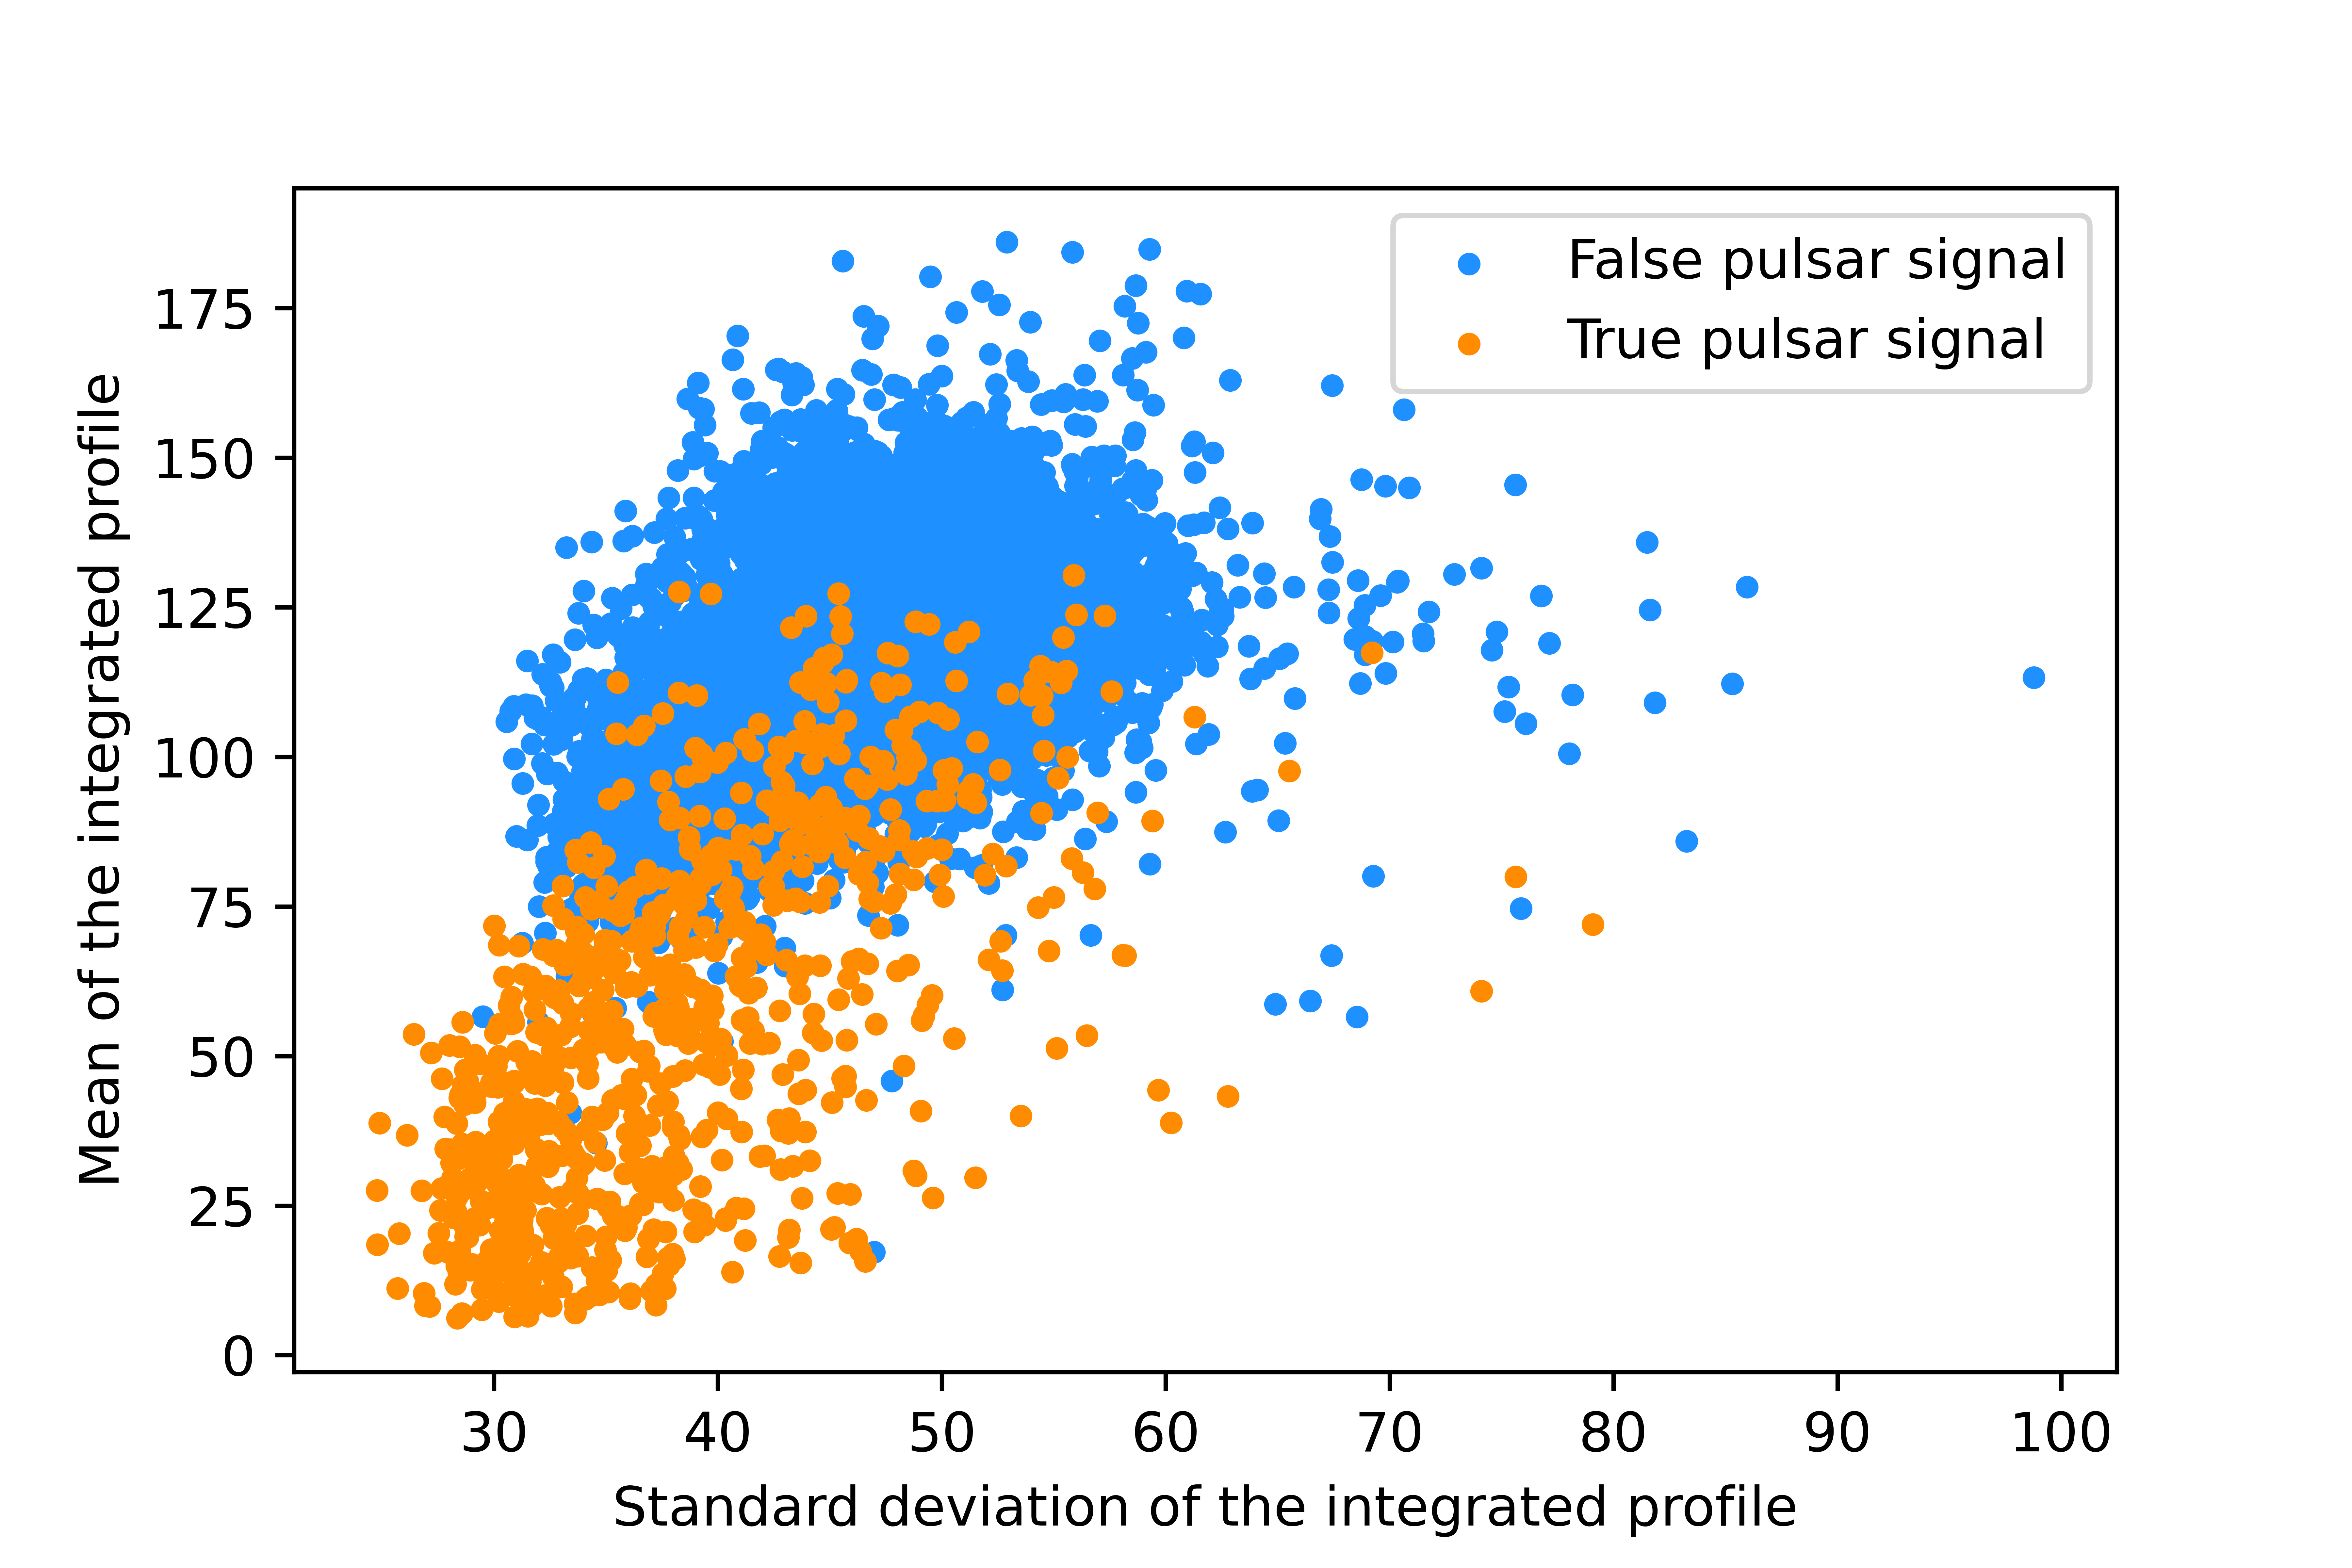 False pulsar signal
True pulsar signal
175
150
125
100
75
50
25
0
Mean of the integrated profile
30 40 50 60 70 80 90 100
Standard deviation of the integrated profile